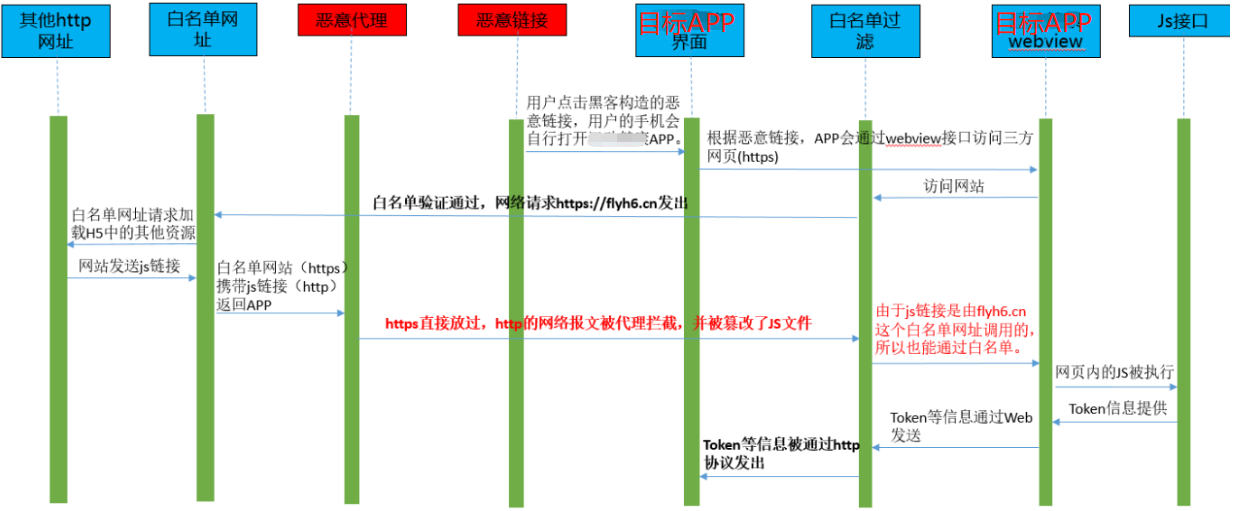 其他http
网址
白名单网
址
恶意代理
恶意链接
目标APP
界面
白名单过
滤
目标APP
webview
Js接口
用户点击黑客构造的恶
意链接，用户的手机会
自行打开APP。
根据恶意链接，APP会通过webview接口访问三方
网页(https)
访问网站
白名单验证通过，网络请求https://flyh6.cn发出
白名单网址请求加
载H5中的其他资源
网站发送js链接
白名单网站（https）
携带js链接（http）
返回APP
https直接放过，http的网络报文被代理拦截，并被篡改了JS文件
由于js链接是由flyh6.cn
这个白名单网址调用的，
所以也能通过白名单。
网页内的JS被执行
Token信息提供
Token等信息通过Web
发送
Token等信息被通过http
协议发出